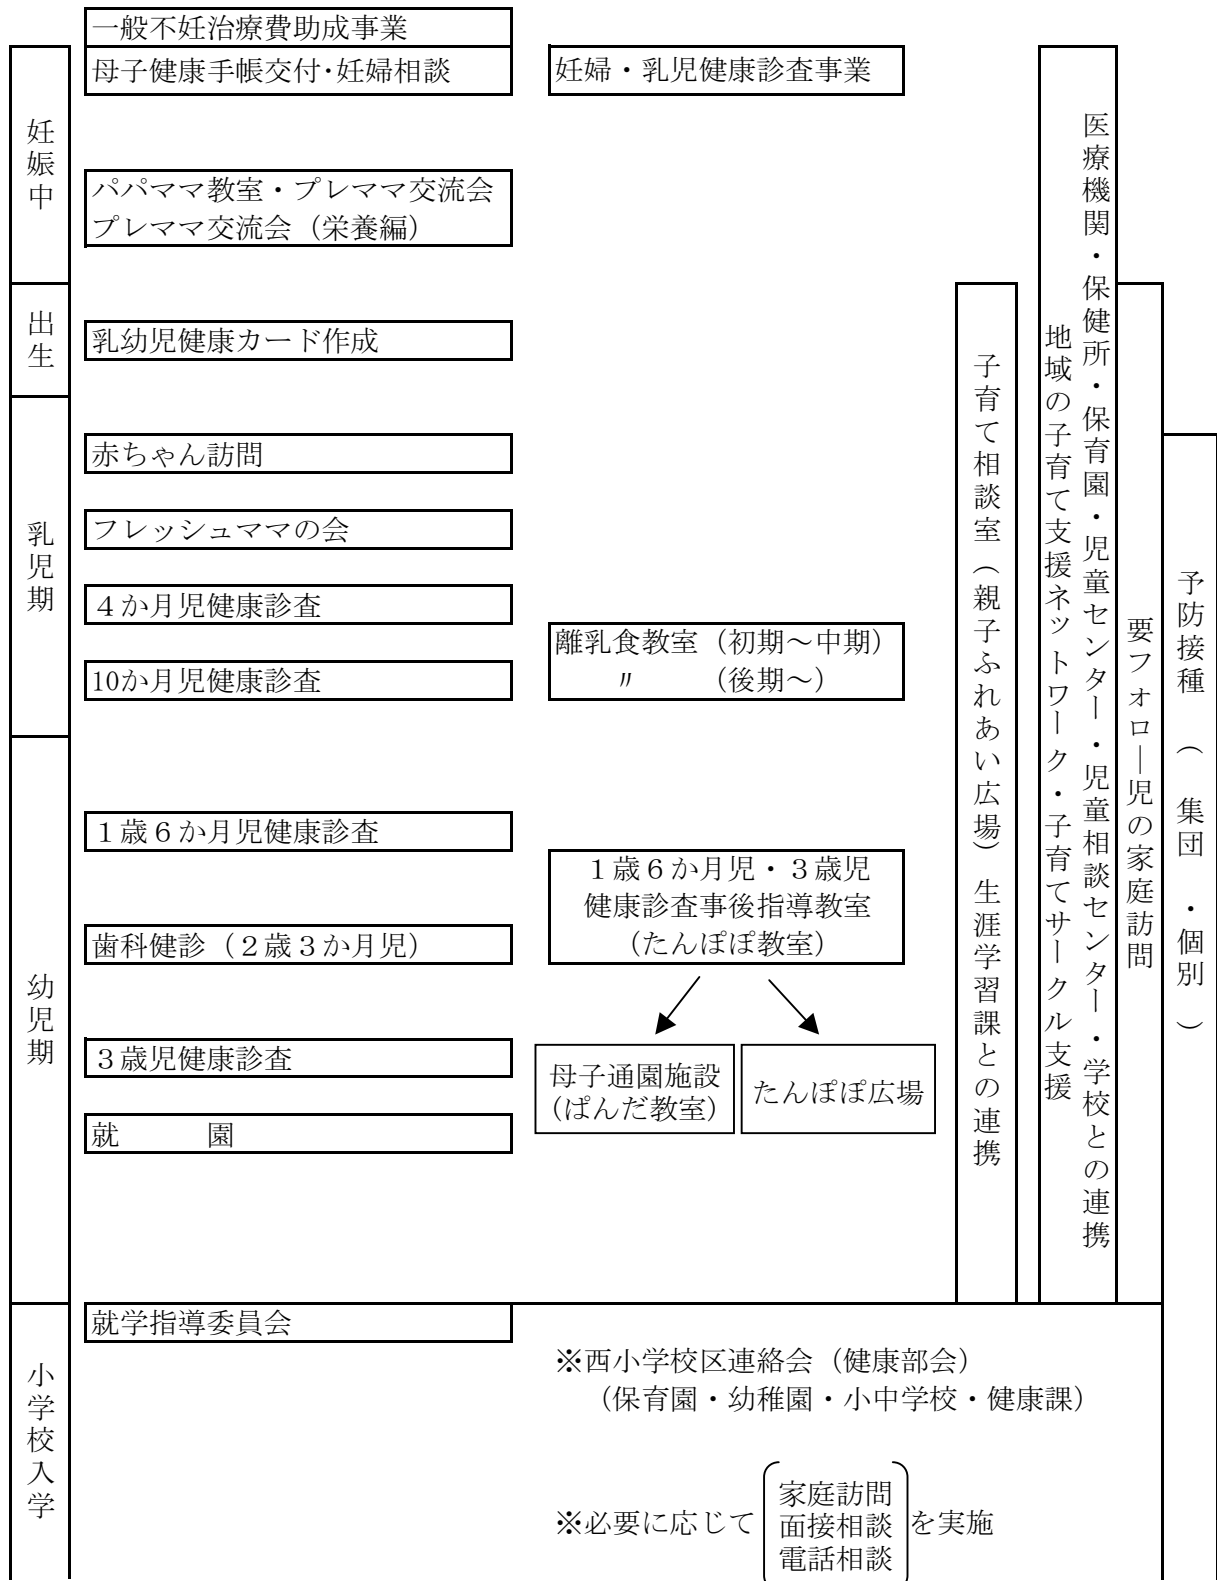 一般不妊治療費助成事業
母子健康手帳交付・妊婦相談
妊婦・乳児健康診査事業
妊娠中
パパママ教室・プレママ交流会
プレママ交流会（栄養編）
出生
乳幼児健康カード作成
乳児期
赤ちゃん訪問
フレッシュママの会
４か月児健康診査
10か月児健康診査
離乳食教室（初期～中期）
〃　　（後期～）
幼児期
１歳６か月児健康診査
歯科健診（２歳３か月児）
３歳児健康診査
就　　　園
１歳６か月児・３歳児
健康診査事後指導教室
（たんぽぽ教室）
母子通園施設
（ぱんだ教室）
たんぽぽ広場
子育て相談室（親子ふれあい広場）生涯学習課との連携
医療機関・保健所・保育園・児童センター・児童相談センター・学校との連携
地域の子育て支援ネットワーク・子育てサークル支援
要フォロー児の家庭訪問
予防接種　（　集団　・個別　）
小学校入学
就学指導委員会
※西小学校区連絡会（健康部会）
（保育園・幼稚園・小中学校・健康課）
家庭訪問
※必要に応じて 面接相談 を実施
電話相談